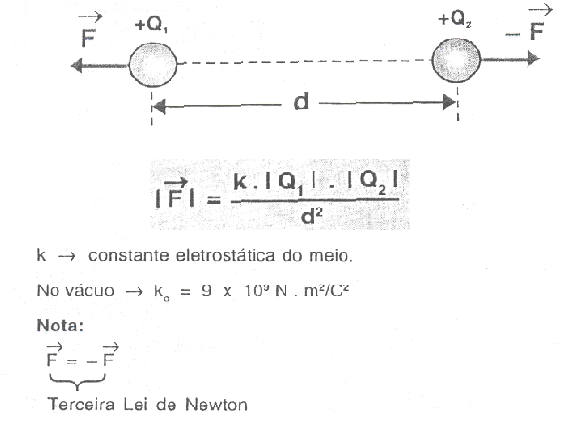 F⃗ +Q₁ +Q₂ – F⃗
d
|F⃗| = k . |Q₁| . |Q₂| / d²
k → constante eletrostática do meio.
No vácuo → k₀ = 9 x 10⁹ N . m²/C²
Nota:
F⃗ = – F⃗
Terceira Lei de Newton